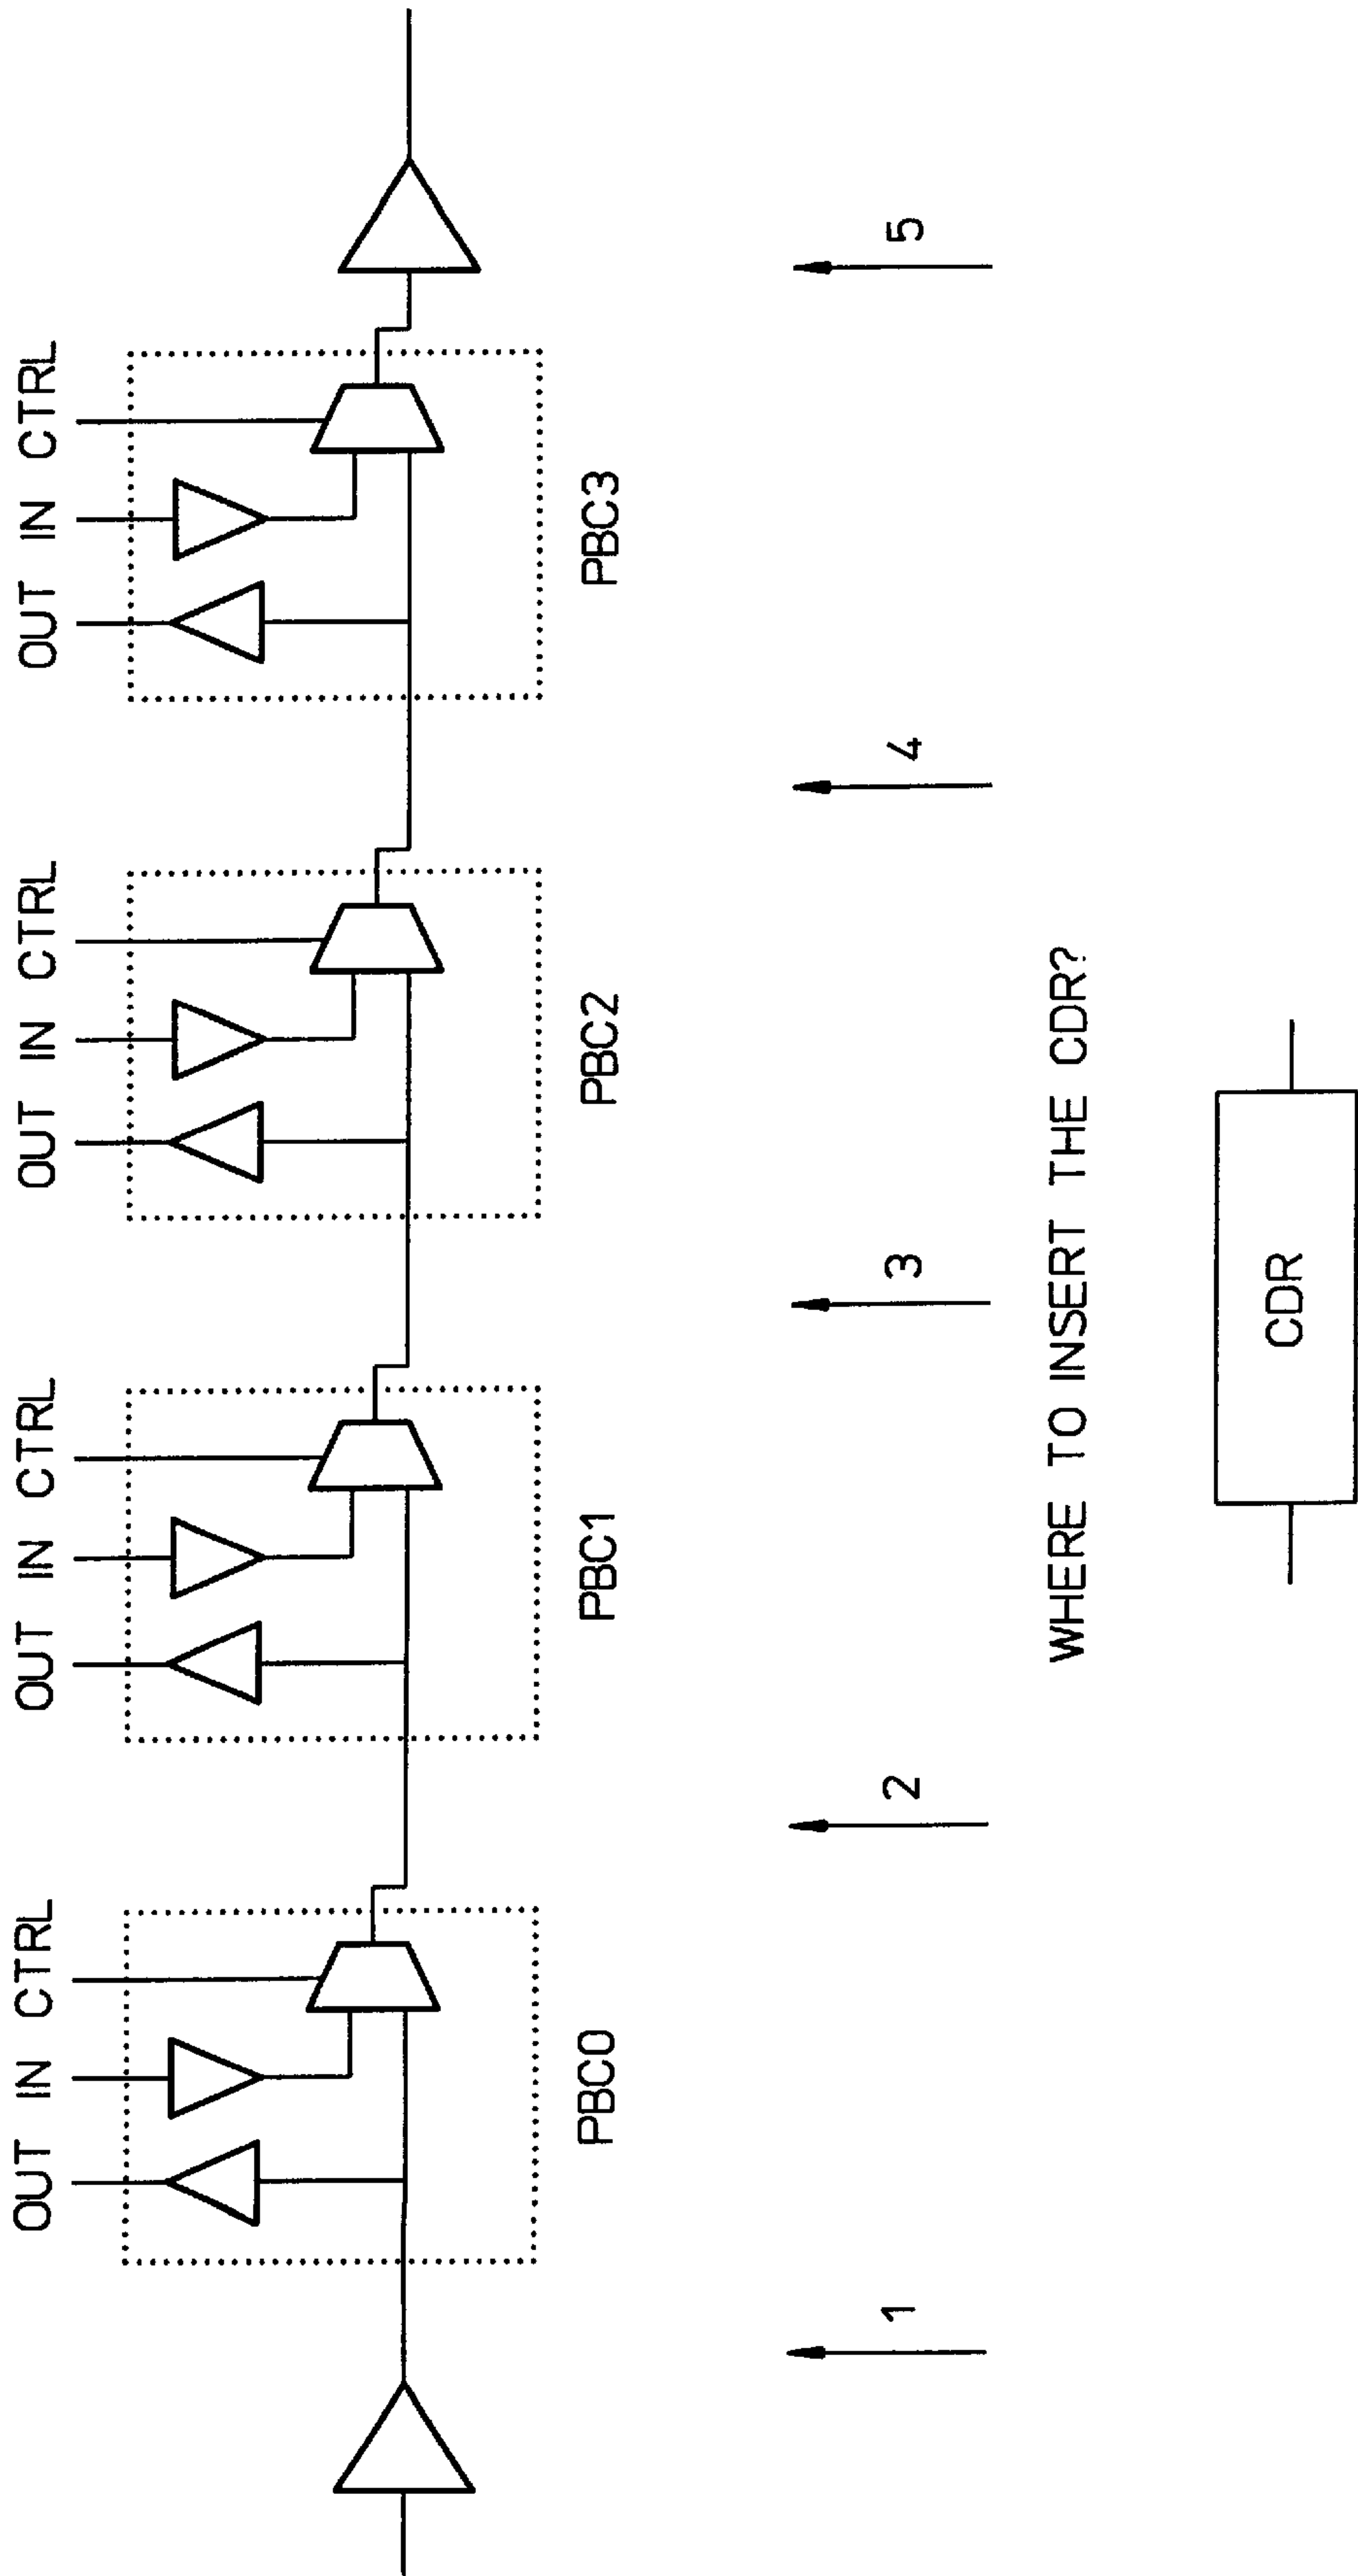 OUT IN CTRL OUT IN CTRL OUT IN CTRL OUT IN CTRL
PBC0 PBC1 PBC2 PBC3
1 2 3 4 5
WHERE TO INSERT THE CDR?
CDR